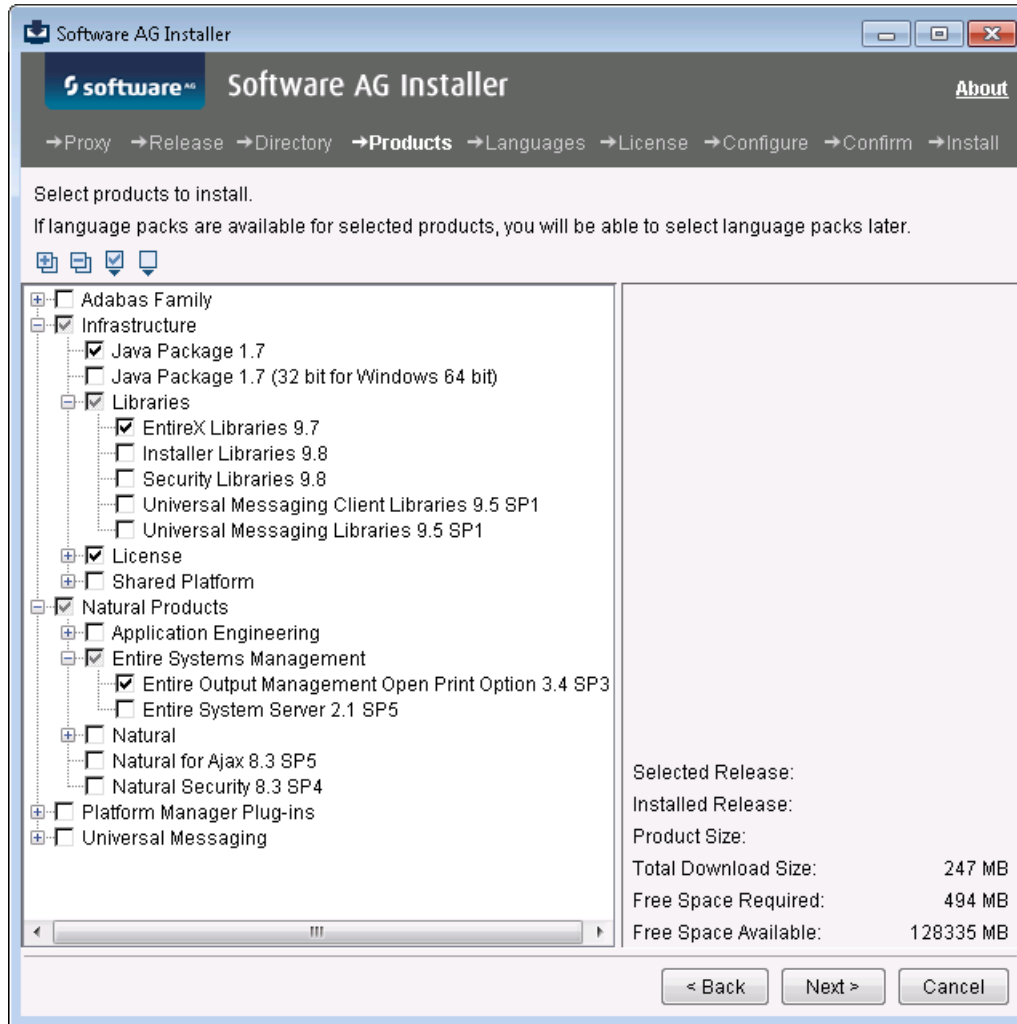 Software AG Installer
software AG Software AG Installer About
→Proxy →Release →Directory →Products →Languages →License →Configure →Confirm →Install
Select products to install.
If language packs are available for selected products, you will be able to select language packs later.
Adabas Family
Infrastructure
Java Package 1.7
Java Package 1.7 (32 bit for Windows 64 bit)
Libraries
EntireX Libraries 9.7
Installer Libraries 9.8
Security Libraries 9.8
Universal Messaging Client Libraries 9.5 SP1
Universal Messaging Libraries 9.5 SP1
License
Shared Platform
Natural Products
Application Engineering
Entire Systems Management
Entire Output Management Open Print Option 3.4 SP3
Entire System Server 2.1 SP5
Natural
Natural for Ajax 8.3 SP5
Natural Security 8.3 SP4
Platform Manager Plug-ins
Universal Messaging
Selected Release:
Installed Release:
Product Size:
Total Download Size: 247 MB
Free Space Required: 494 MB
Free Space Available: 128335 MB
< Back Next > Cancel